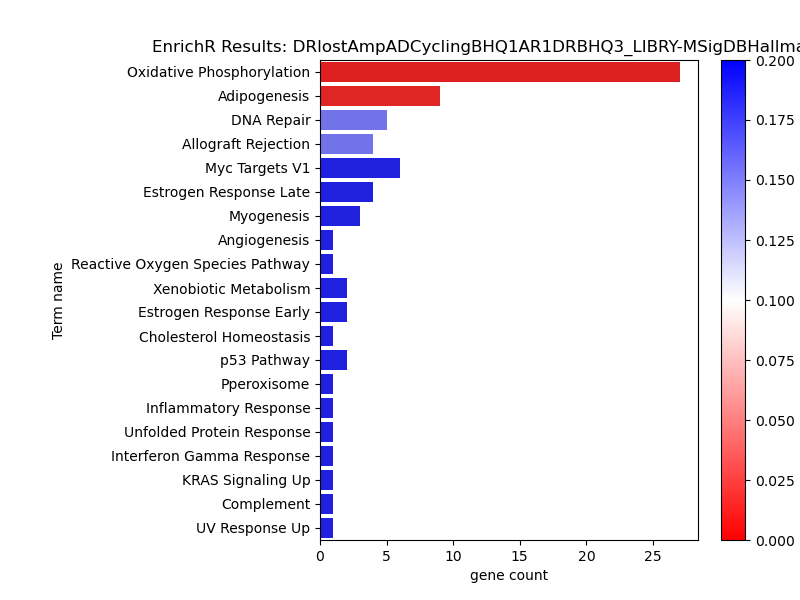 EnrichR Results: DRlostAmpADCyclingBHQ1AR1DRBHQ3_LIBRY-MSigDBHallma
Oxidative Phosphorylation
Adipogenesis
DNA Repair
Allograft Rejection
Myc Targets V1
Estrogen Response Late
Myogenesis
Angiogenesis
Reactive Oxygen Species Pathway
Xenobiotic Metabolism
Estrogen Response Early
Cholesterol Homeostasis
p53 Pathway
Pperoxisome
Inflammatory Response
Unfolded Protein Response
Interferon Gamma Response
KRAS Signaling Up
Complement
UV Response Up
Term name
0 5 10 15 20 25
gene count
0.200
0.175
0.150
0.125
0.100
0.075
0.050
0.025
0.000